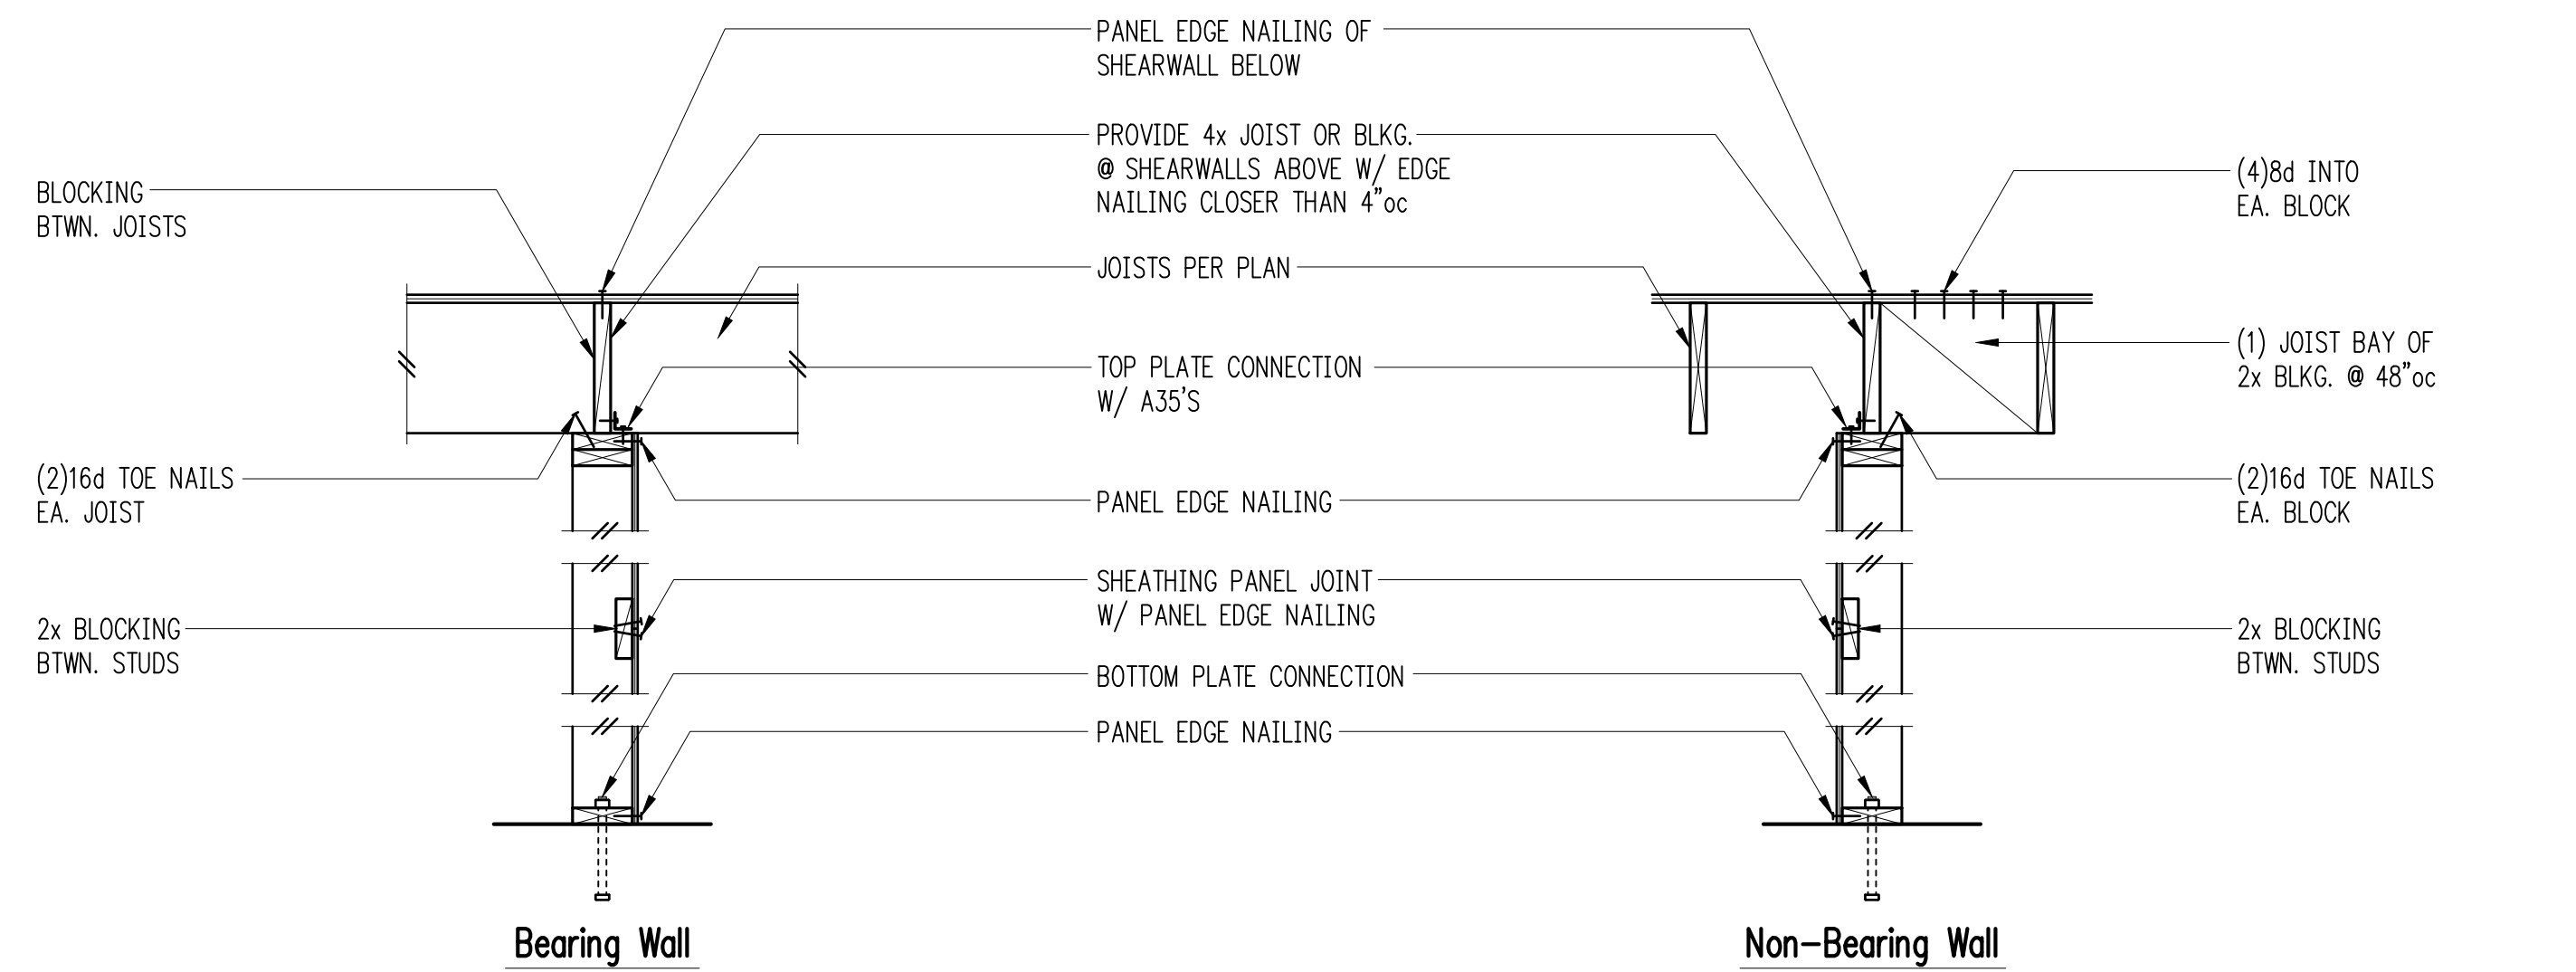 PANEL EDGE NAILING OF
SHEARWALL BELOW
PROVIDE 4x JOIST OR BLKG.
@ SHEARWALLS ABOVE W/ EDGE
NAILING CLOSER THAN 4"oc
(4)8d INTO
EA. BLOCK
BLOCKING
BTWN. JOISTS
JOISTS PER PLAN
(1) JOIST BAY OF
2x BLKG. @ 48"oc
TOP PLATE CONNECTION
W/ A35'S
(2)16d TOE NAILS
EA. JOIST
PANEL EDGE NAILING
(2)16d TOE NAILS
EA. BLOCK
SHEATHING PANEL JOINT
W/ PANEL EDGE NAILING
2x BLOCKING
BTWN. STUDS
2x BLOCKING
BTWN. STUDS
BOTTOM PLATE CONNECTION
PANEL EDGE NAILING
Bearing Wall
Non-Bearing Wall